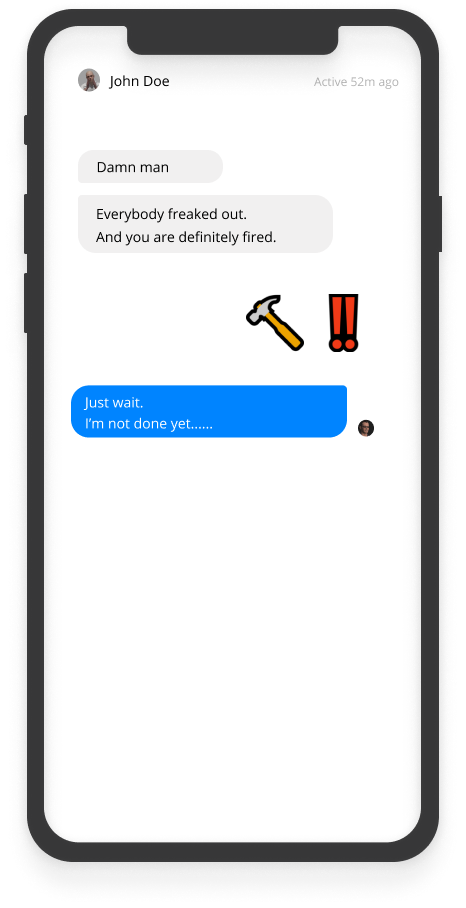 John Doe
Active 52m ago
Damn man
Everybody freaked out.
And you are definitely fired.
🔨 ‼️
Just wait.
I'm not done yet......